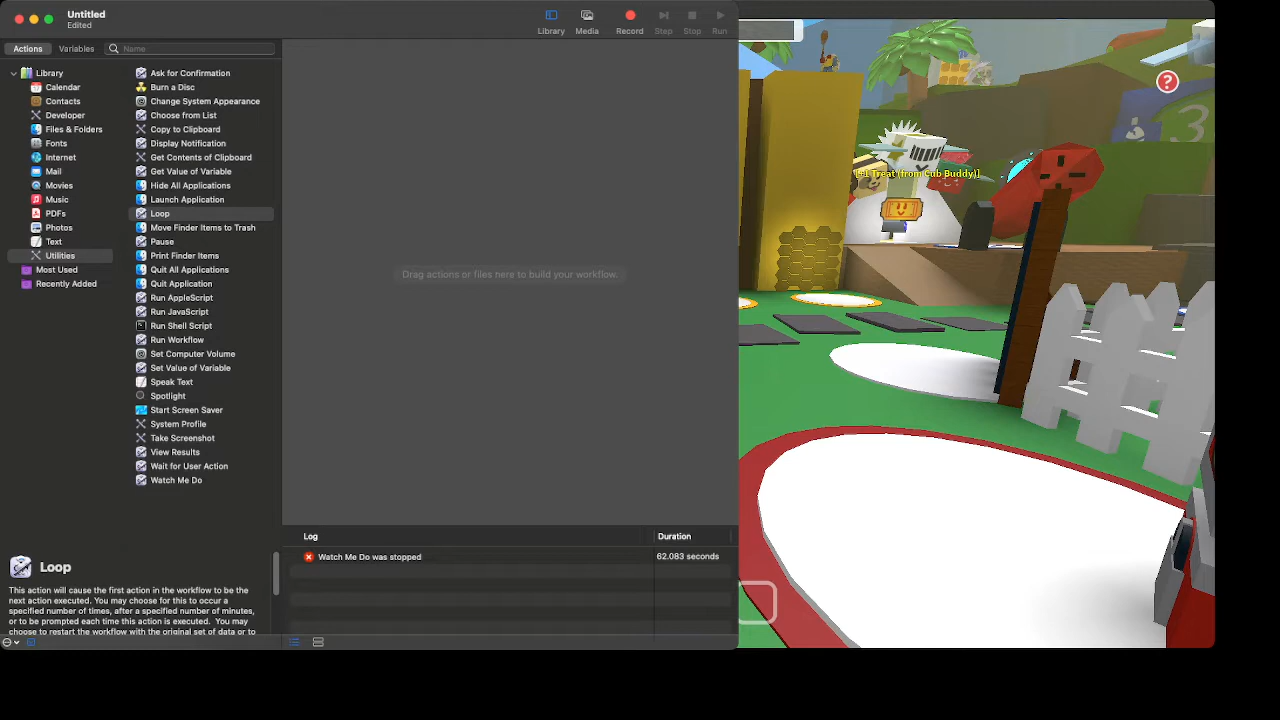 Untitled
Edited
Library
Media
Record
Step
Stop
Run
Actions
Variables
Name
Library
Calendar
Contacts
Developer
Files & Folders
Fonts
Internet
Mail
Movies
Music
PDFs
Photos
Text
Utilities
Most Used
Recently Added
Ask for Confirmation
Burn a Disc
Change System Appearance
Choose from List
Copy to Clipboard
Display Notification
Get Contents of Clipboard
Get Value of Variable
Hide All Applications
Launch Application
Loop
Move Finder Items to Trash
Pause
Print Finder Items
Quit All Applications
Quit Application
Run AppleScript
Run JavaScript
Run Shell Script
Run Workflow
Set Computer Volume
Set Value of Variable
Speak Text
Spotlight
Start Screen Saver
System Profile
Take Screenshot
View Results
Wait for User Action
Watch Me Do
Drag actions or files here to build your workflow.
Log
Duration
Watch Me Do was stopped
62.083 seconds
Loop
This action will cause the first action in the workflow to be the
next action executed. You may choose for this to occur a
specified number of times, after a specified number of minutes,
or to be prompted each time this action is executed. You may
choose to restart the workflow with the original set of data or to
[+1 Treat (from Cub Buddy)]
?
3